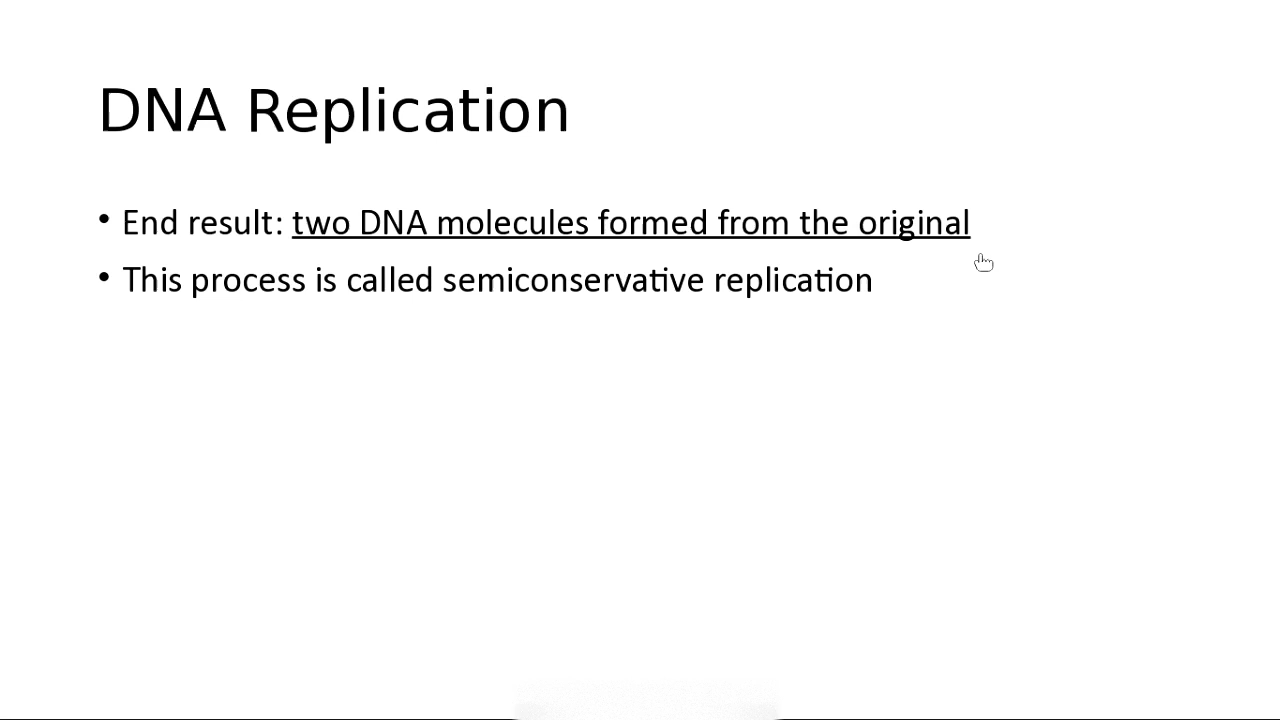 DNA Replication
• End result: two DNA molecules formed from the original
• This process is called semiconservative replication